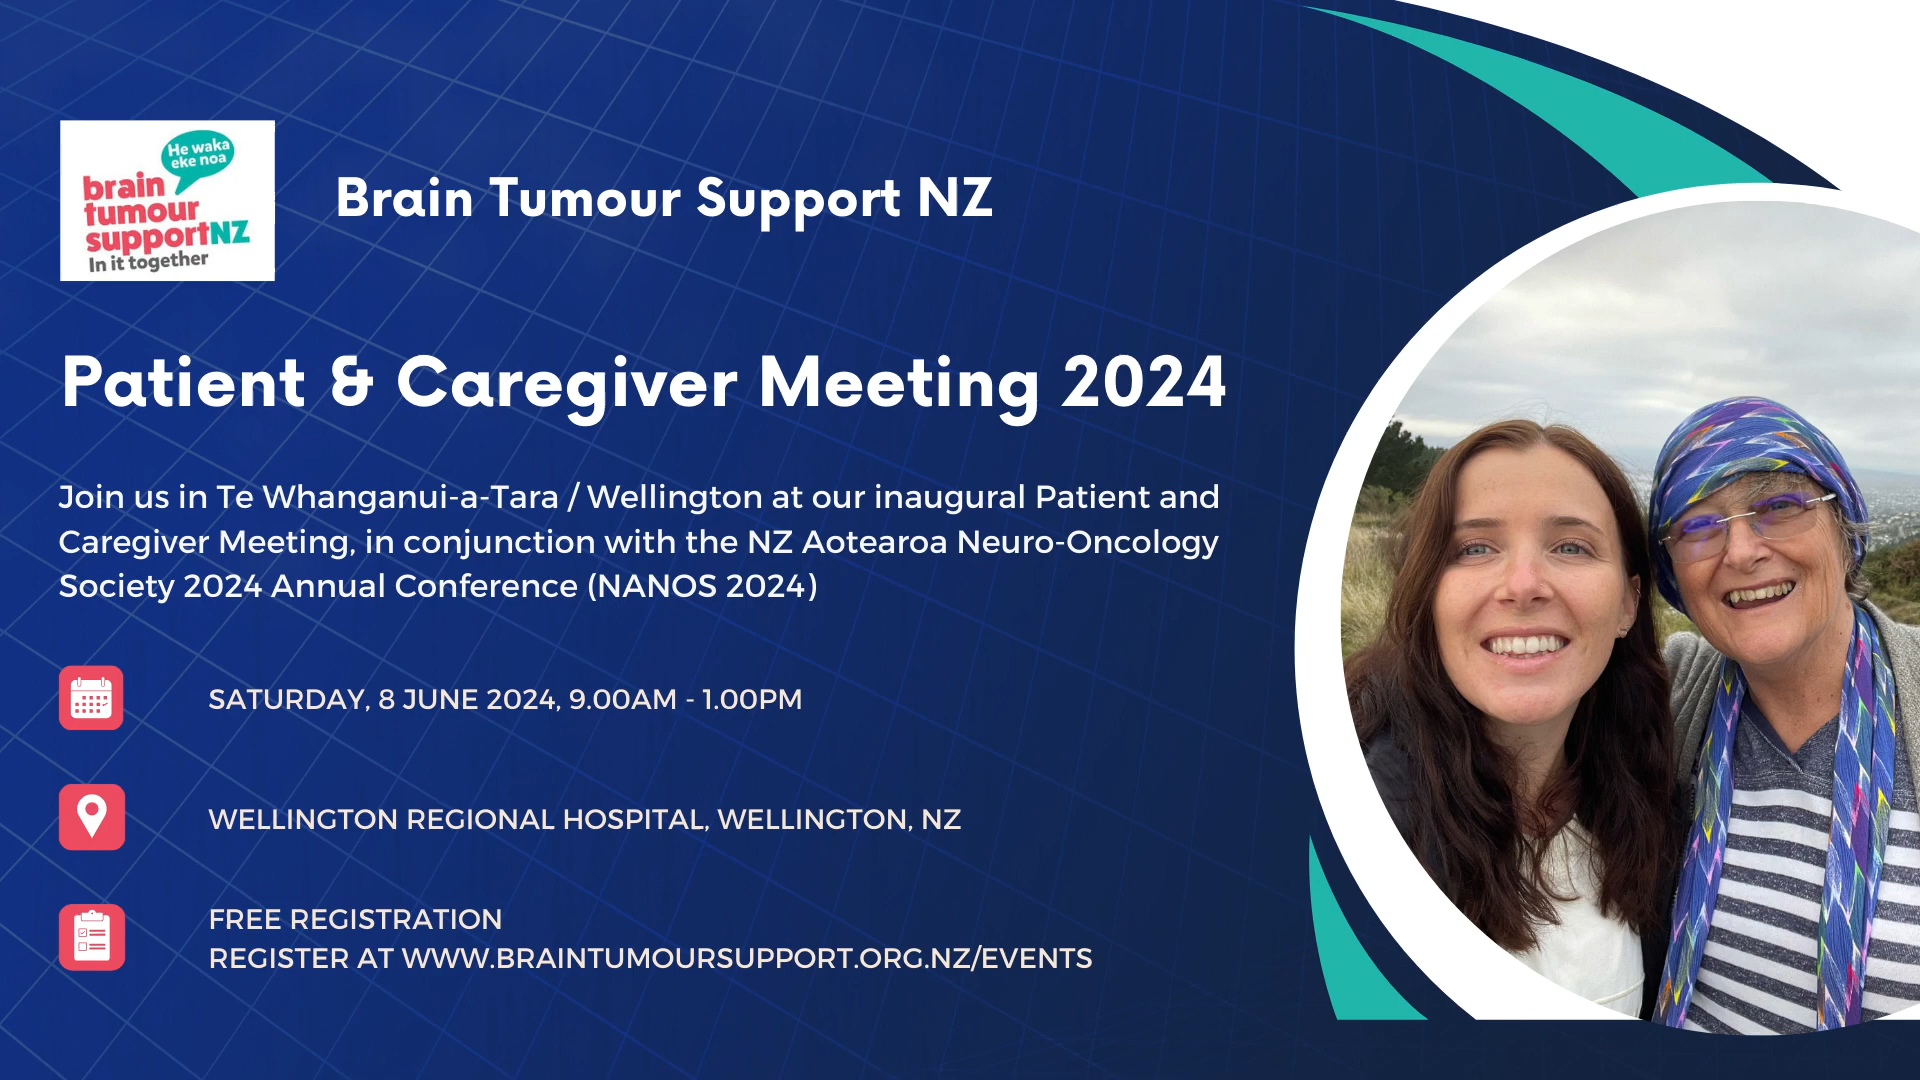 He waka
eke noa
brain
tumour
supportNZ
In it together
Brain Tumour Support NZ
Patient & Caregiver Meeting 2024
Join us in Te Whanganui-a-Tara / Wellington at our inaugural Patient and
Caregiver Meeting, in conjunction with the NZ Aotearoa Neuro-Oncology
Society 2024 Annual Conference (NANOS 2024)
SATURDAY, 8 JUNE 2024, 9.00AM - 1.00PM
WELLINGTON REGIONAL HOSPITAL, WELLINGTON, NZ
FREE REGISTRATION
REGISTER AT WWW.BRAINTUMOURSUPPORT.ORG.NZ/EVENTS